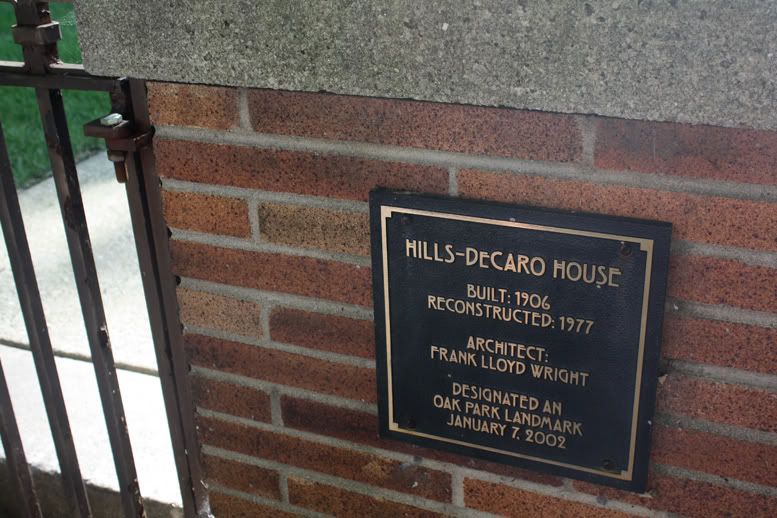 HILLS-DECARO HOUSE
BUILT: 1906
RECONSTRUCTED: 1977
ARCHITECT:
FRANK LLOYD WRIGHT
DESIGNATED AN
OAK PARK LANDMARK
JANUARY 7, 2002